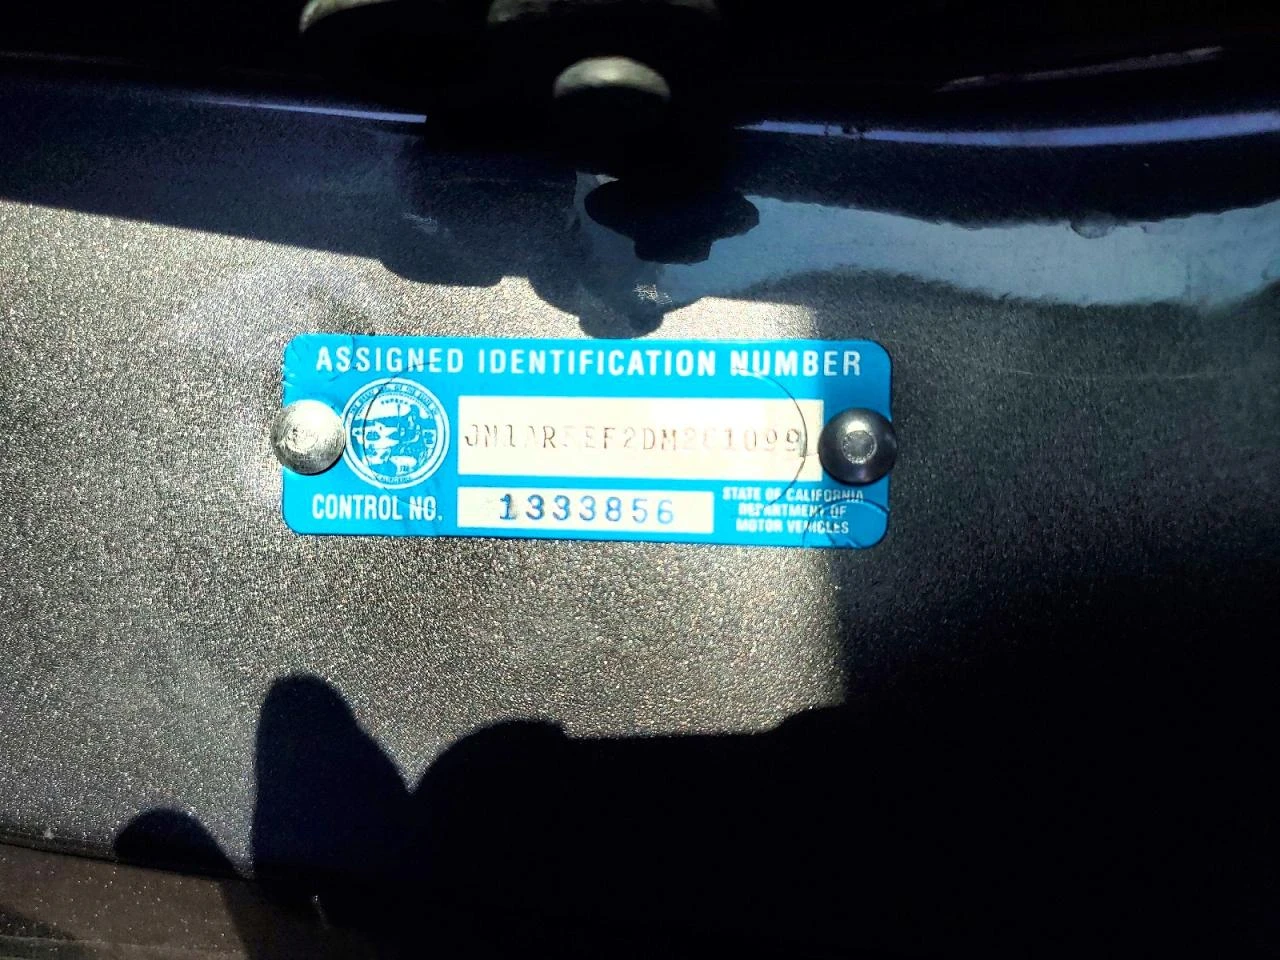 ASSIGNED IDENTIFICATION NUMBER
CONTROL NO.
1333856
STATE OF CALIFORNIA
DEPARTMENT OF
MOTOR VEHICLES